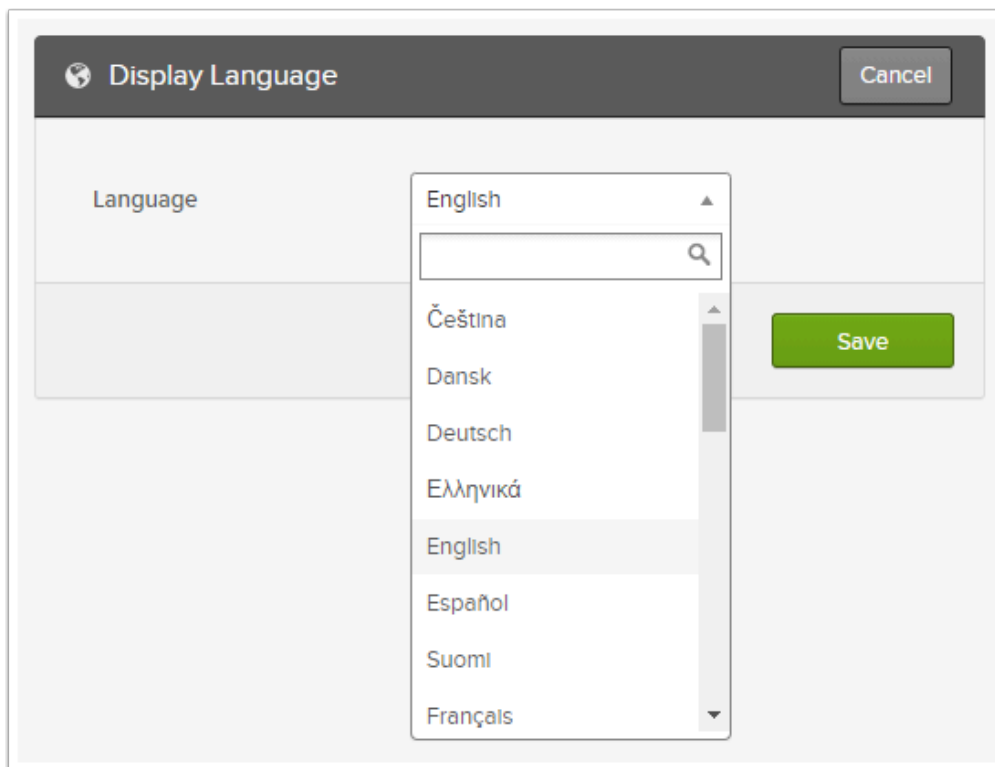 Display Language
Cancel
Language
English
Čeština
Dansk
Deutsch
Ελληνικά
English
Español
Suomi
Français
Save